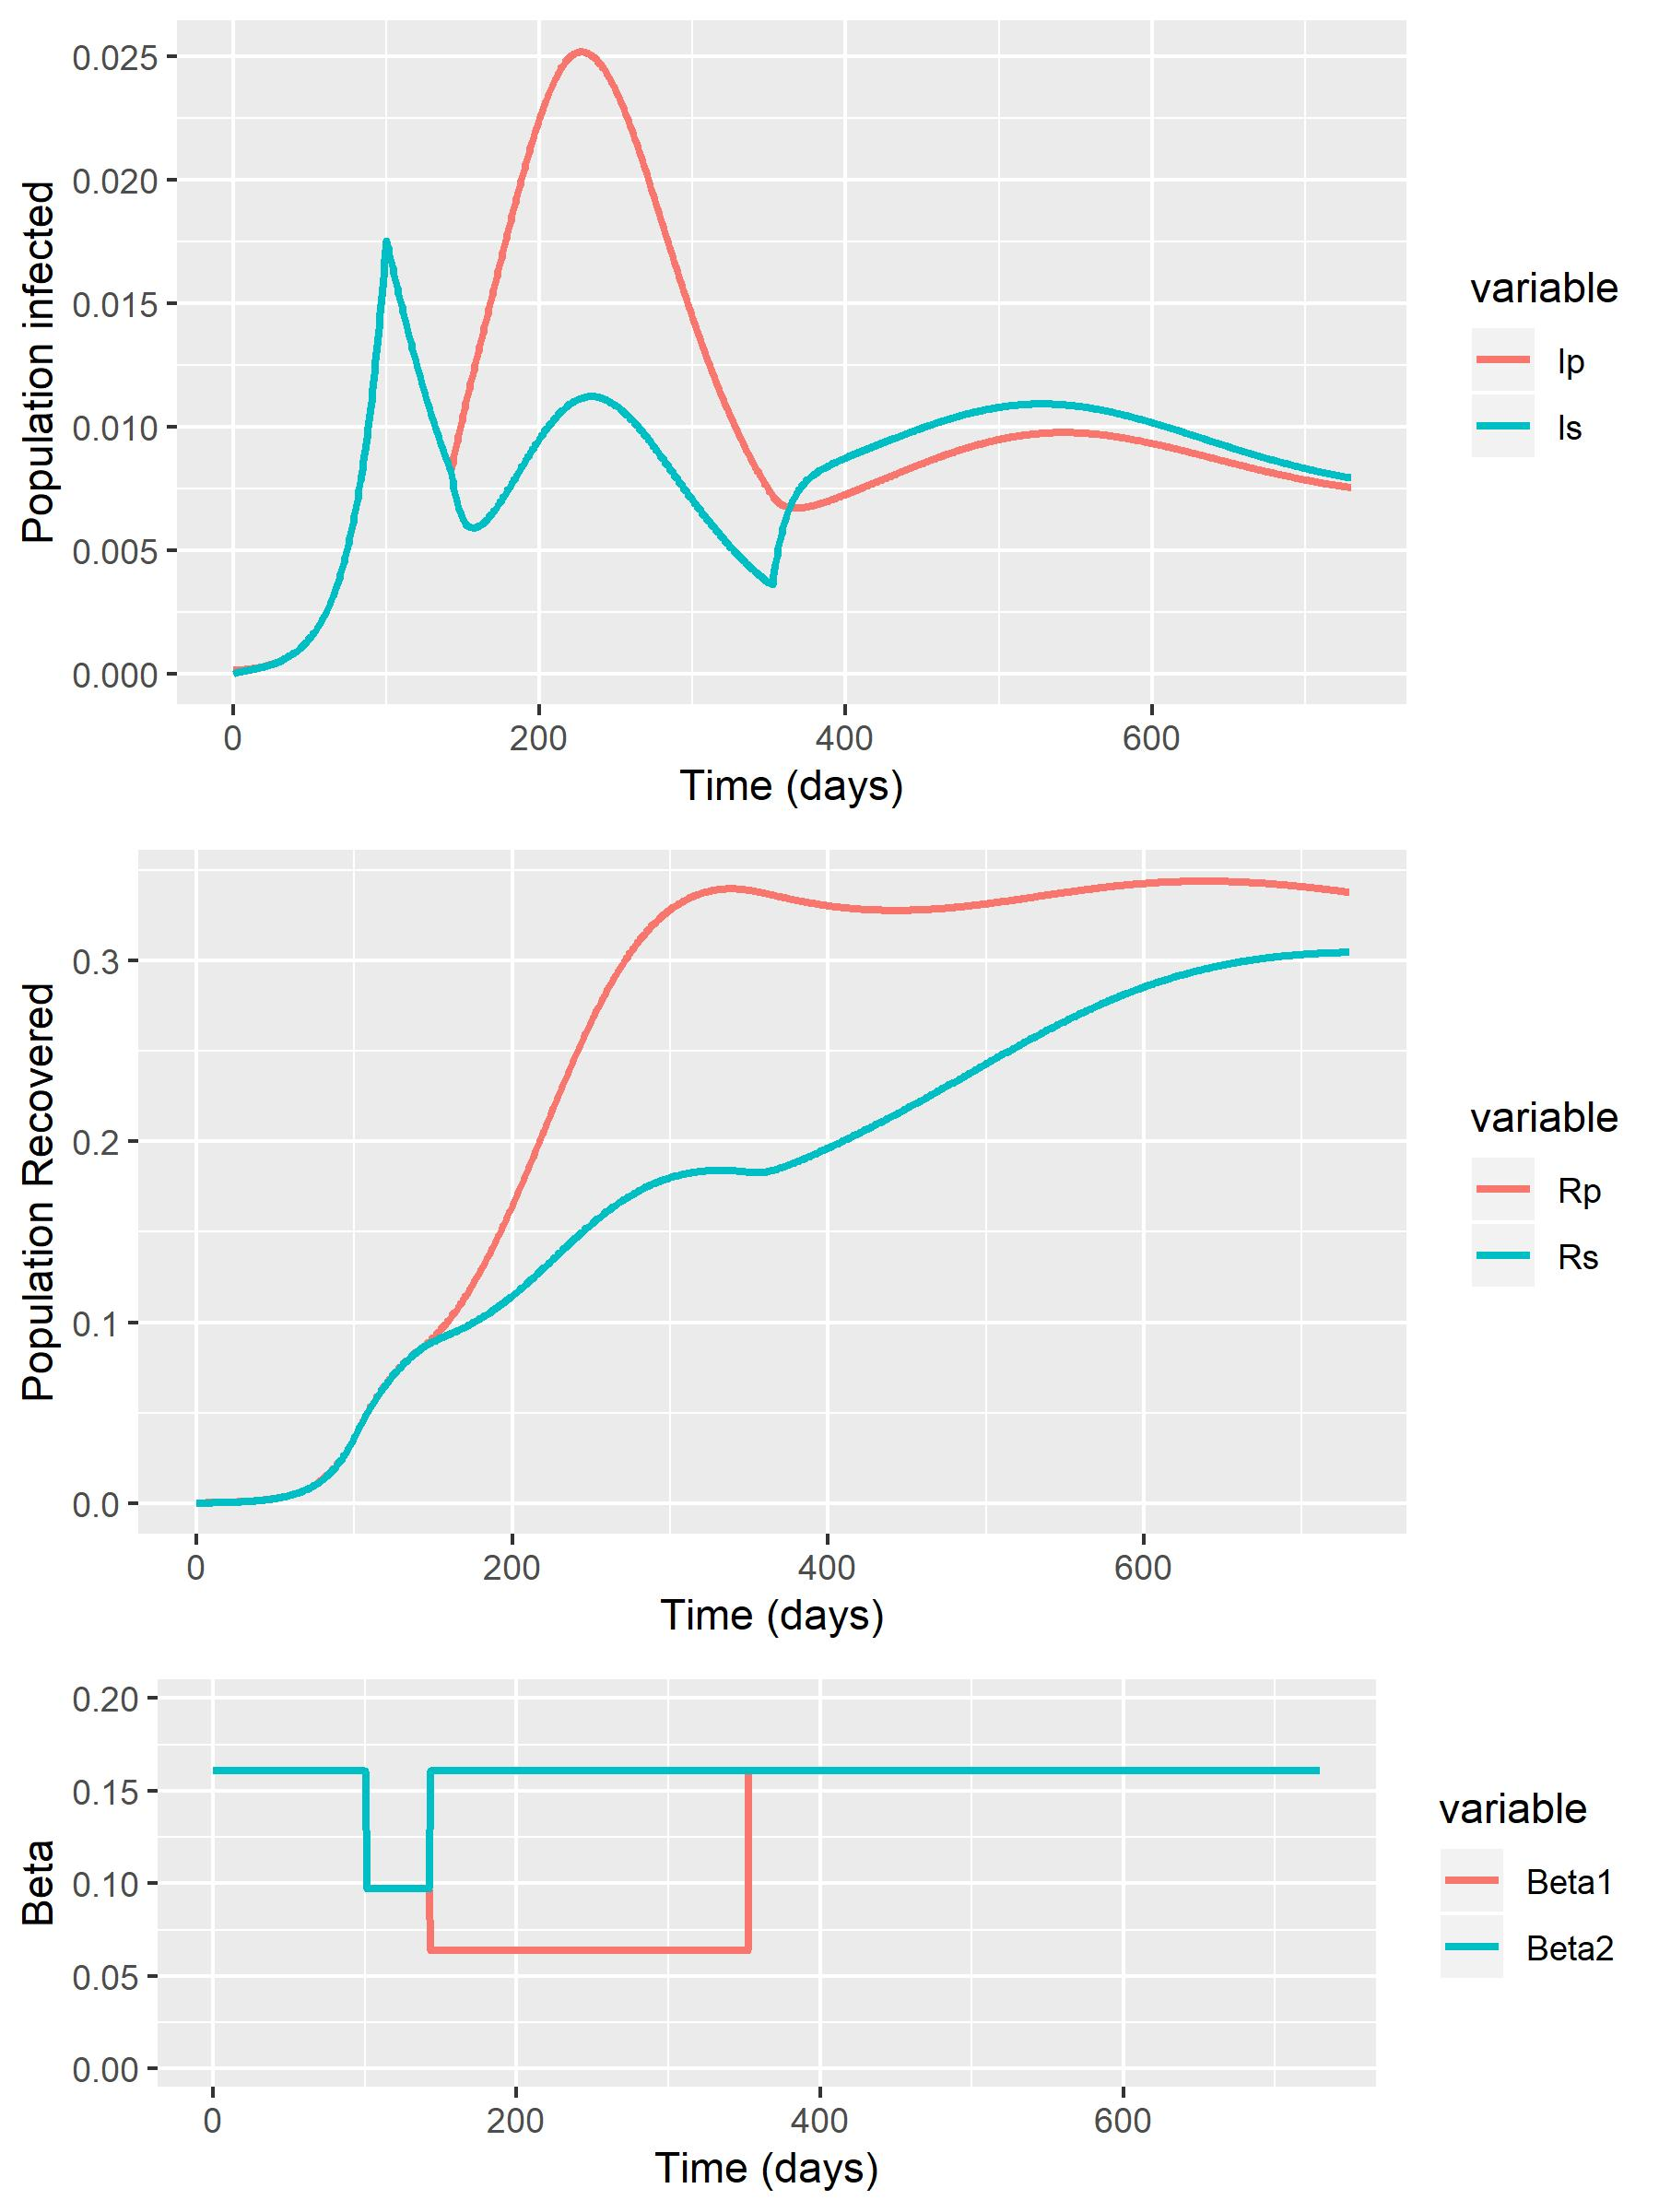 0.025
0.020
0.015
0.010
0.005
0.000
Population infected
0
200
400
600
Time (days)
variable
Ip
Is
0.3
0.2
0.1
0.0
Population Recovered
0
200
400
600
Time (days)
variable
Rp
Rs
0.20
0.15
0.10
0.05
0.00
Beta
0
200
400
600
Time (days)
variable
Beta1
Beta2